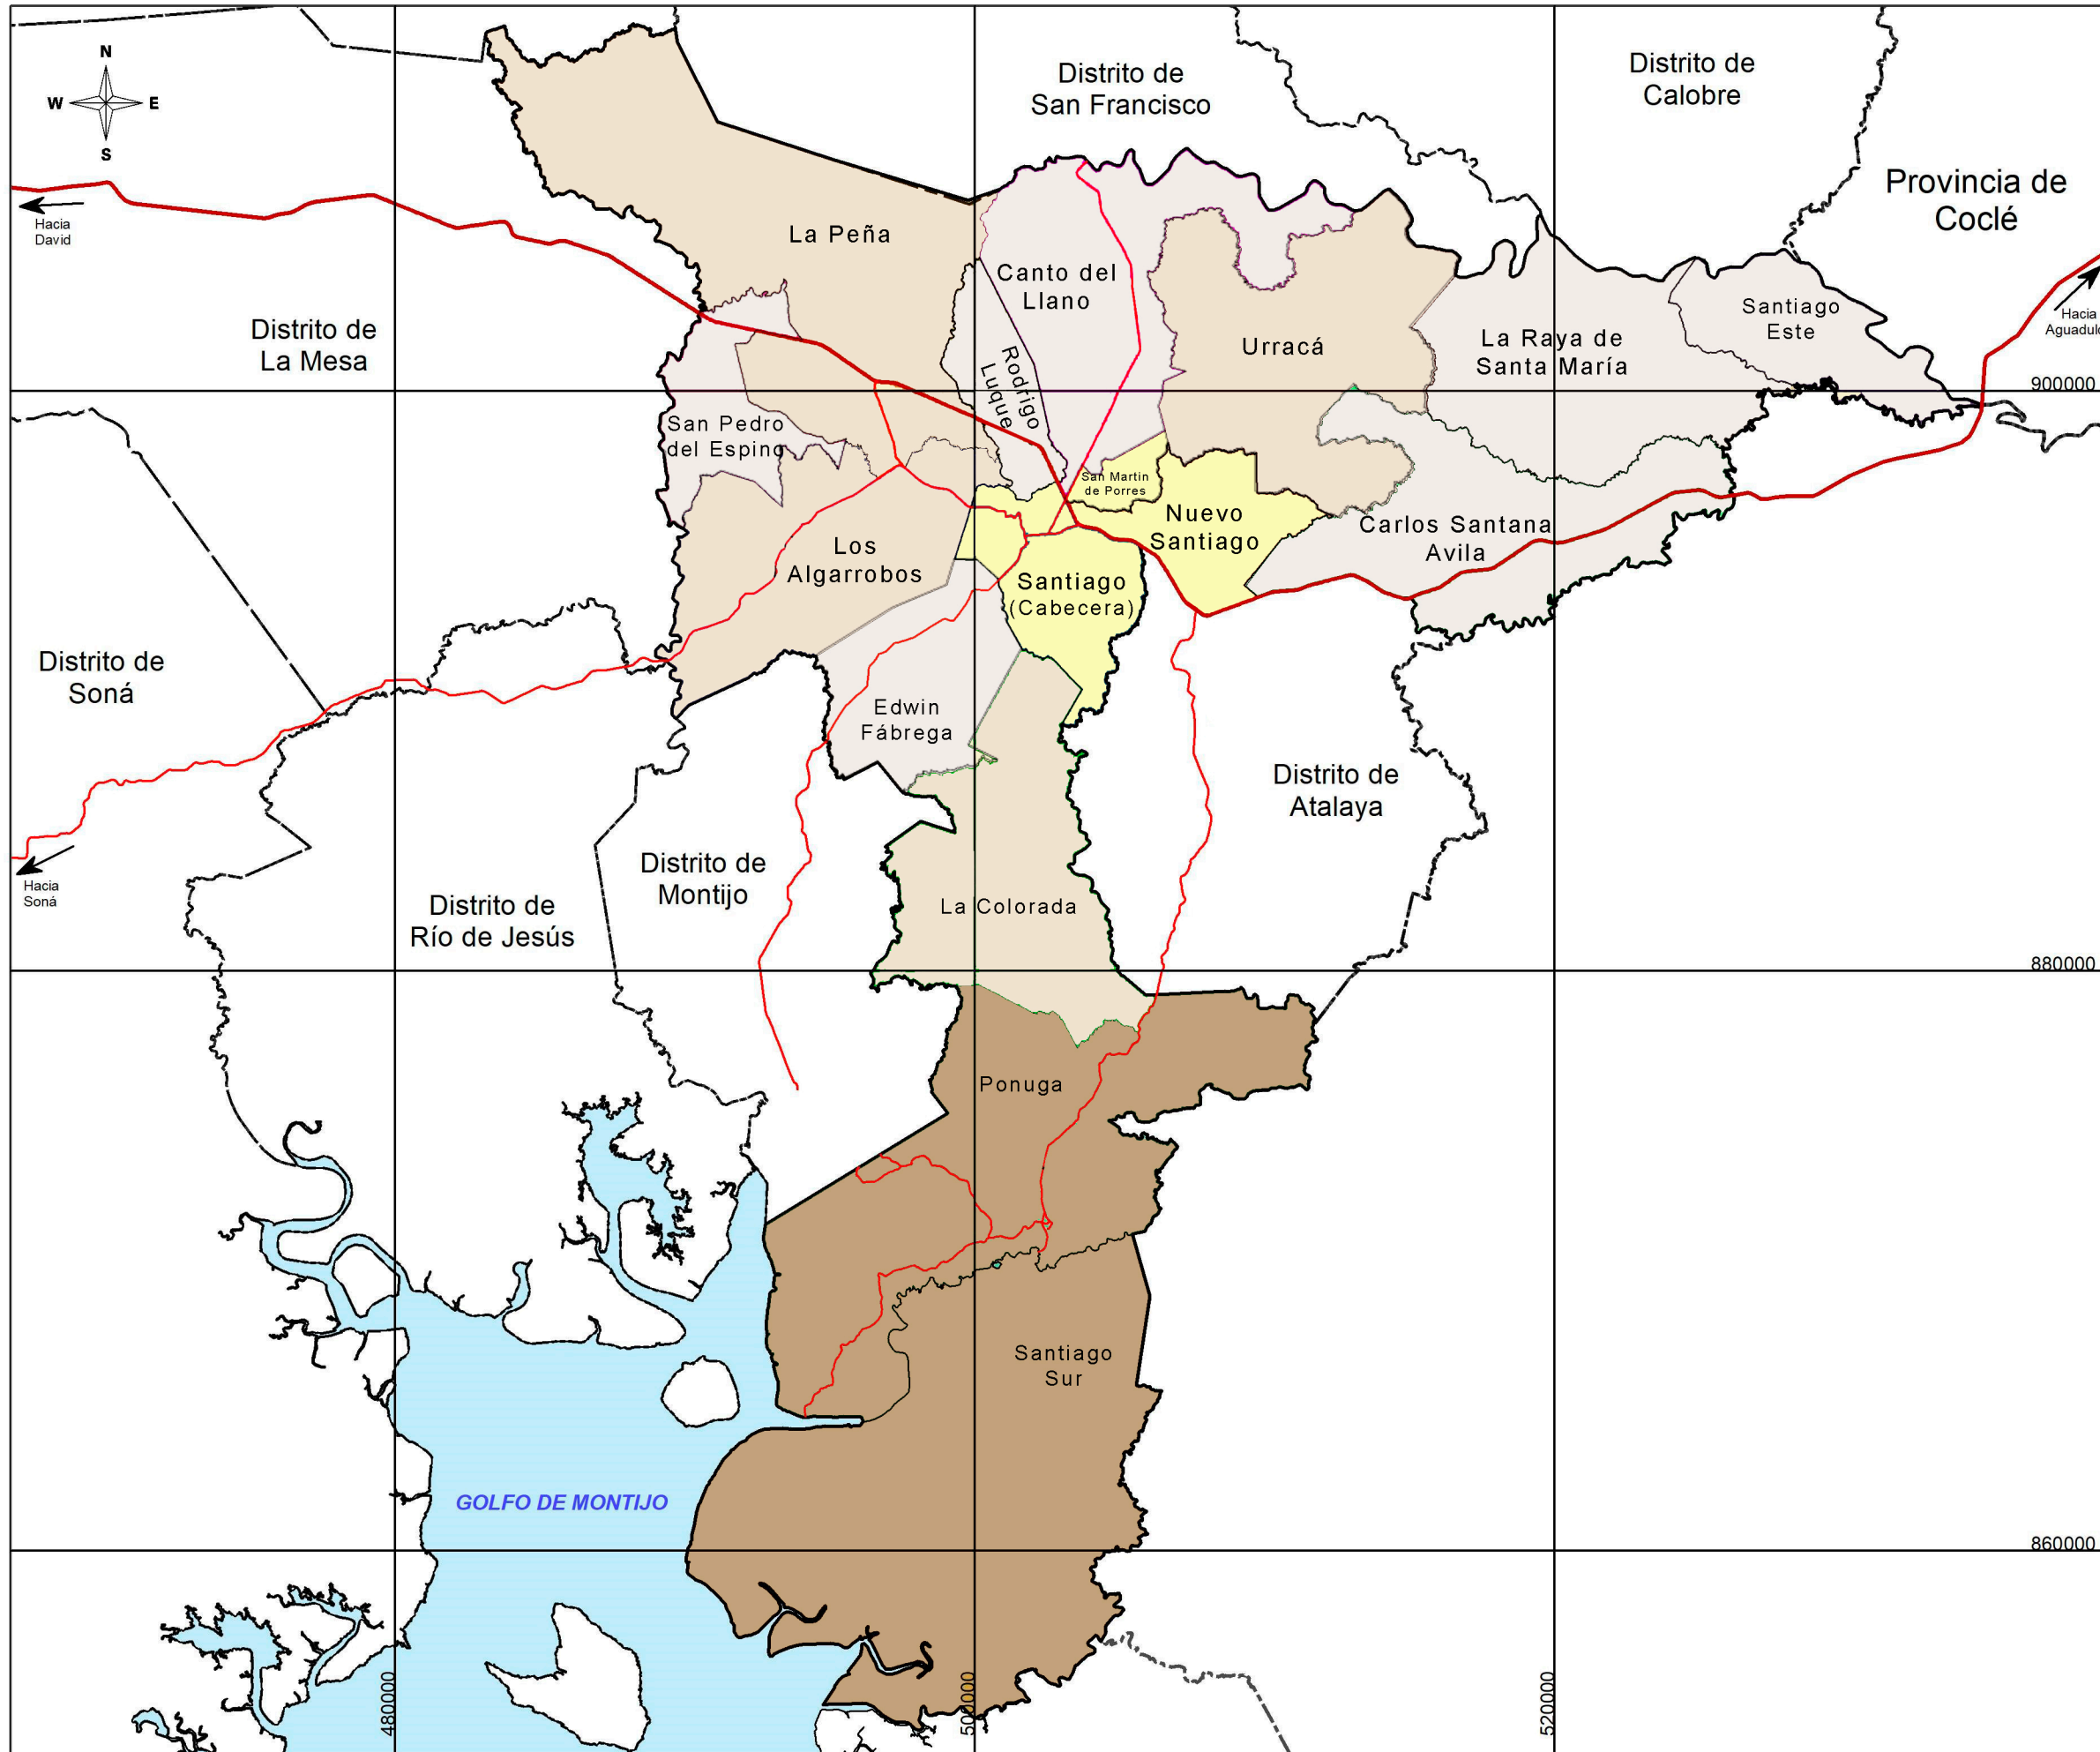 N
W
E
S
Distrito de
San Francisco
Distrito de
Calobre
Provincia de
Coclé
Hacia
David
La Peña
Canto del
Llano
Rodrigo
Luque
Urracá
La Raya de
Santa María
Santiago
Este
Hacia
Aguadulc
Distrito de
La Mesa
900000
San Pedro
del Espino
San Martin
de Porres
Nuevo
Santiago
Carlos Santana
Avila
Los
Algarrobos
Santiago
(Cabecera)
Distrito de
Soná
Edwin
Fábrega
Distrito de
Atalaya
Hacia
Soná
Distrito de
Montijo
Distrito de
Río de Jesús
La Colorada
880000
Ponuga
Santiago
Sur
GOLFO DE MONTIJO
860000
480000
500000
520000